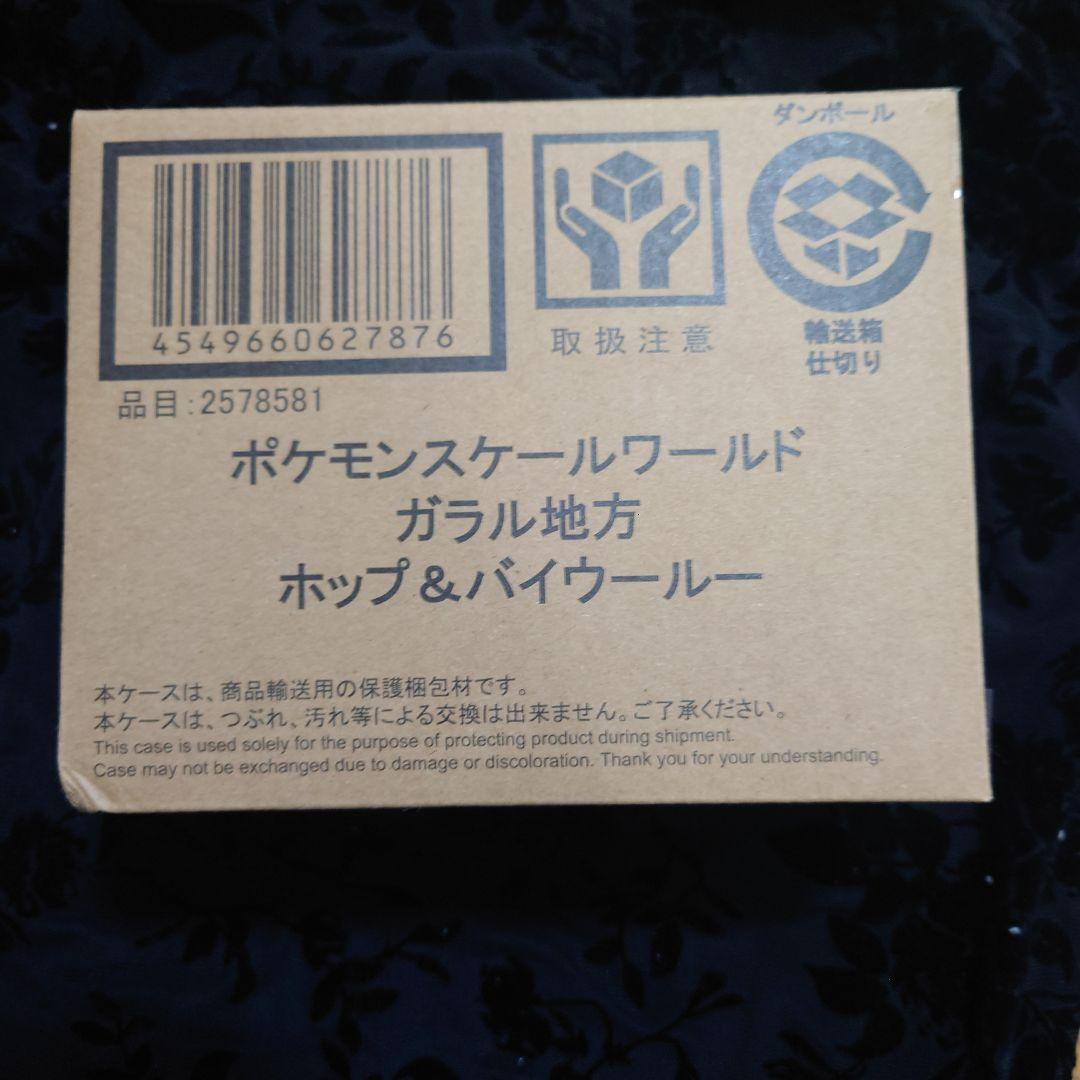 ダンボール
4549660627876
取扱注意
輸送箱
仕切り
品目:2578581
ポケモンスケールワールド
ガラル地方
ホップ&バイウールー
本ケースは、商品輸送用の保護梱包材です。
本ケースは、つぶれ、汚れ等による交換は出来ません。ご了承ください。
This case is used solely for the purpose of protecting product during shipment.
Case may not be exchanged due to damage or discoloration. Thank you for your understanding.